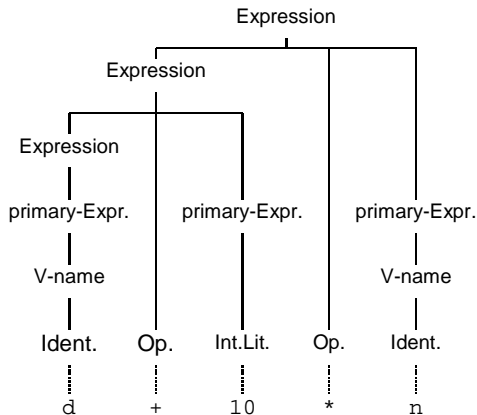 Expression
Expression
Expression
primary-Expr. primary-Expr. primary-Expr.
V-name V-name
Ident. Op. Int.Lit. Op. Ident.
d + 10 * n